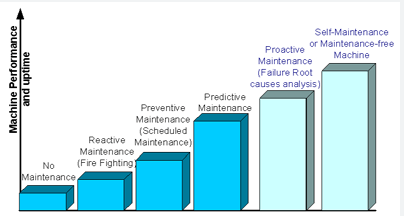 Machine Performance
and uptime
No
Maintenance
Reactive
Maintenance
(Fire Fighting)
Preventive
Maintenance
(Scheduled
Maintenance)
Predictive
Maintenance
Proactive
Maintenance
(Failure Root
causes analysis)
Self-Maintenance
or Maintenance-free
Machine